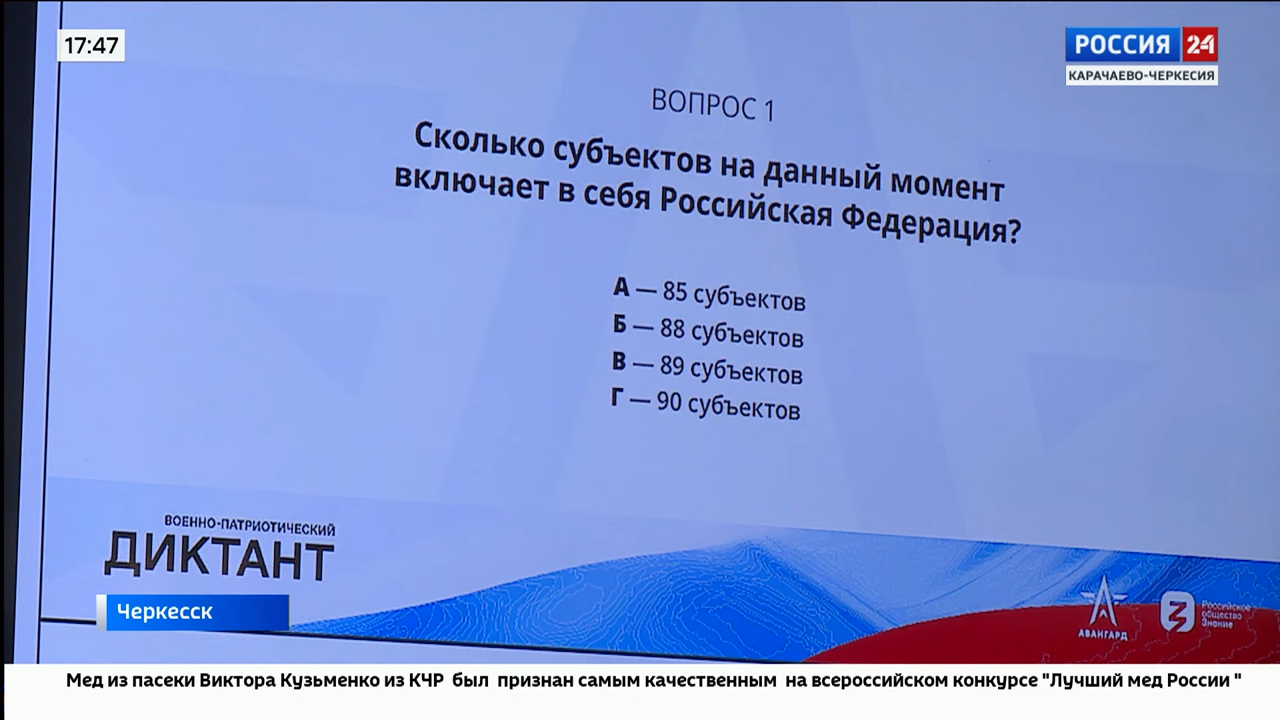 17:47
РОССИЯ 24
КАРАЧАЕВО-ЧЕРКЕСИЯ
ВОПРОС 1
Сколько субъектов на данный момент
включает в себя Российская Федерация?
А — 85 субъектов
Б — 88 субъектов
В — 89 субъектов
Г — 90 субъектов
ВОЕННО-ПАТРИОТИЧЕСКИЙ
ДИКТАНТ
Черкесск
АВАНГАРД
Российское
общество
Знание
Мед из пасеки Виктора Кузьменко из КЧР был признан самым качественным на всероссийском конкурсе "Лучший мед России "